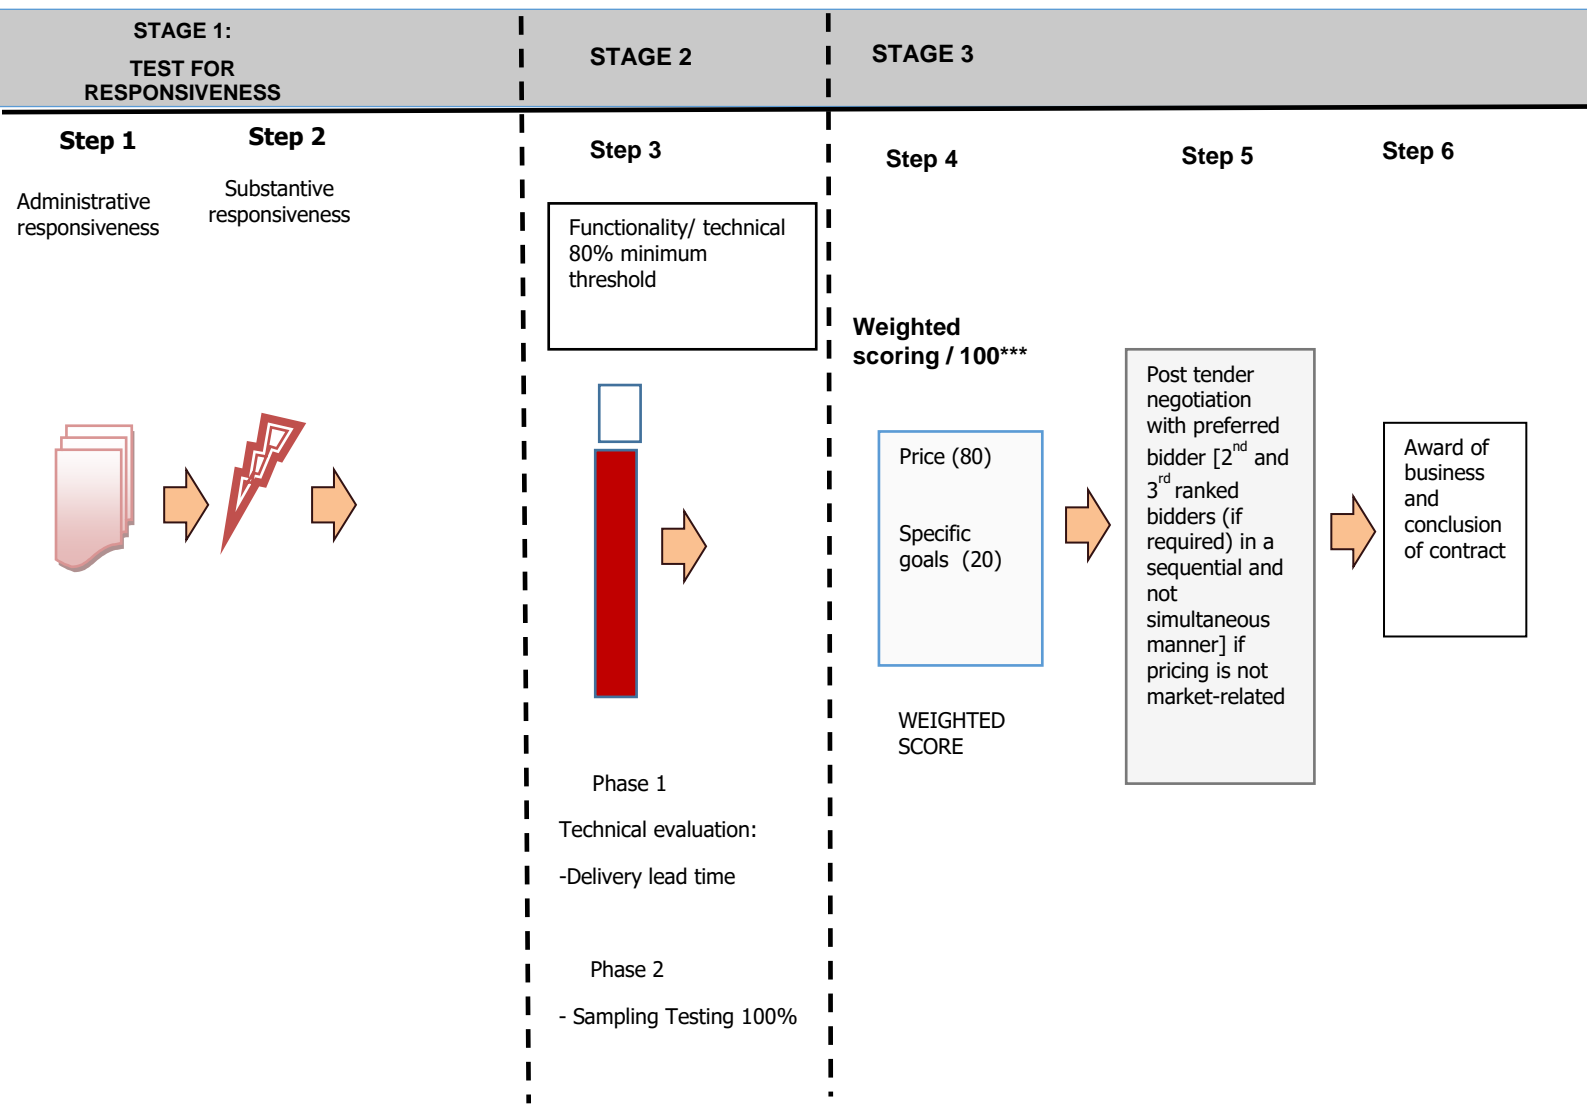 STAGE 1:
TEST FOR
RESPONSIVENESS
STAGE 2
STAGE 3
Step 1
Step 2
Step 3
Step 4
Step 5
Step 6
Administrative
responsiveness
Substantive
responsiveness
Functionality/ technical
80% minimum
threshold
Phase 1
Technical evaluation:
-Delivery lead time
Phase 2
- Sampling Testing 100%
Weighted
scoring / 100***
Price (80)
Specific
goals (20)
WEIGHTED
SCORE
Post tender
negotiation
with preferred
bidder [2nd and
3rd ranked
bidders (if
required) in a
sequential and
not
simultaneous
manner] if
pricing is not
market-related
Award of
business
and
conclusion
of contract